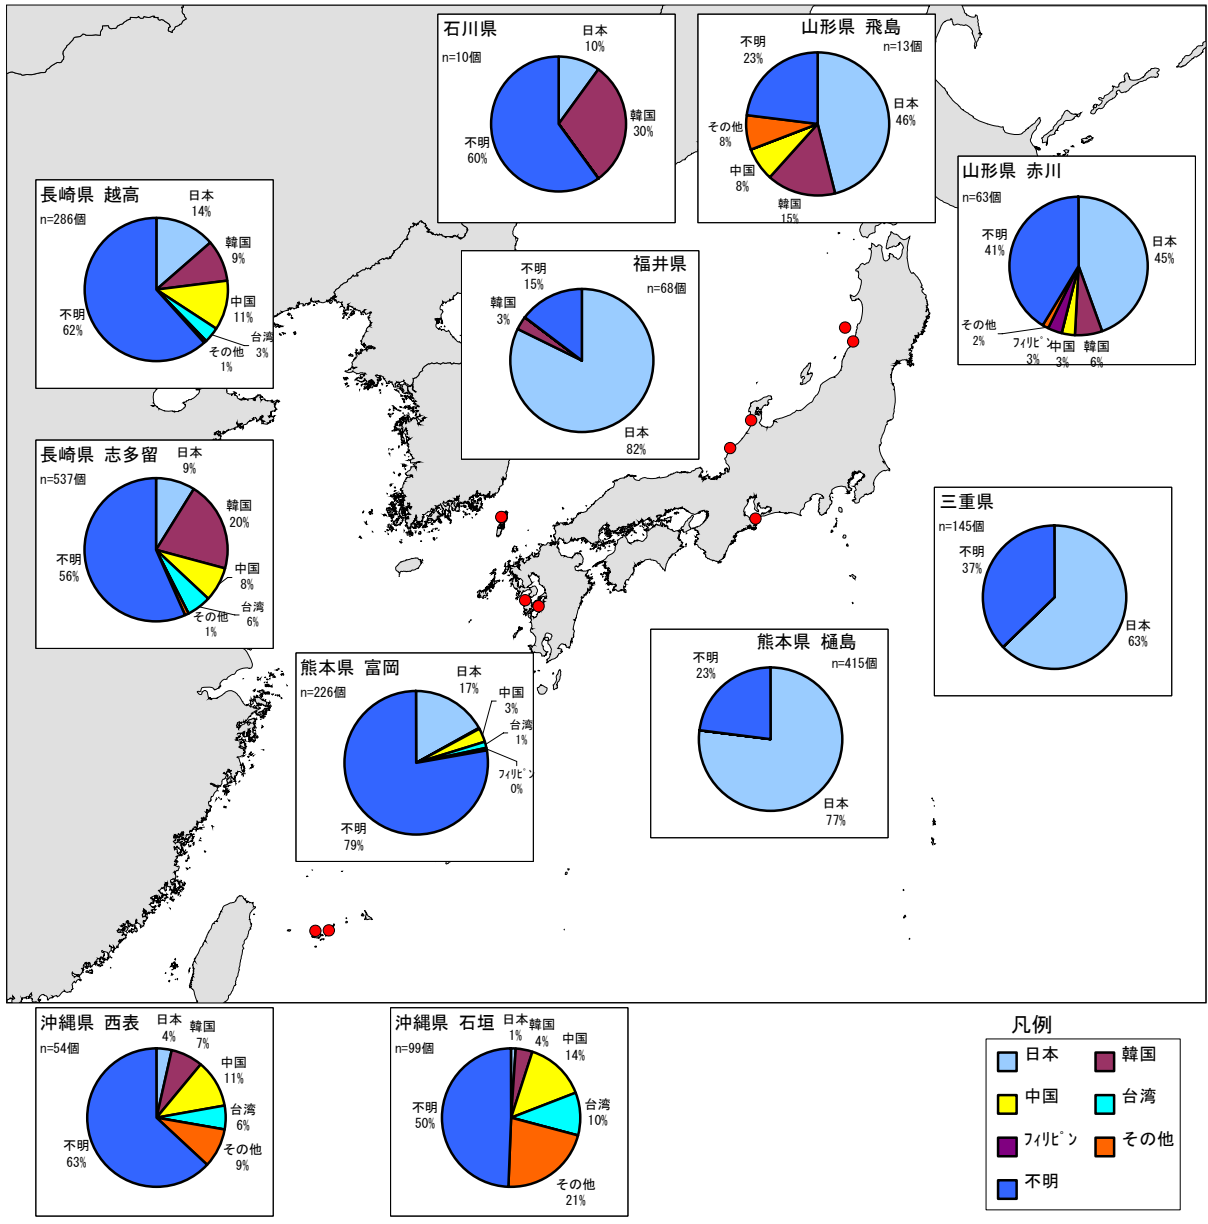 石川県
n=10個
日本
10%
韓国
30%
不明
60%
山形県 飛島
n=13個
不明
23%
日本
46%
その他
8%
中国
8%
韓国
15%
山形県 赤川
n=63個
不明
41%
日本
45%
その他
2%
ﾌｨﾘﾋﾟﾝ
3%
中国
3%
韓国
6%
長崎県 越高
n=286個
日本
14%
韓国
9%
中国
11%
台湾
3%
その他
1%
不明
62%
福井県
n=68個
不明
15%
韓国
3%
日本
82%
長崎県 志多留
n=537個
日本
9%
韓国
20%
中国
8%
台湾
6%
その他
1%
不明
56%
三重県
n=145個
不明
37%
日本
63%
熊本県 富岡
n=226個
日本
17%
中国
3%
台湾
1%
ﾌｨﾘﾋﾟﾝ
0%
不明
79%
熊本県 樋島
n=415個
不明
23%
日本
77%
沖縄県 西表
n=54個
日本
4%
韓国
7%
中国
11%
台湾
6%
その他
9%
不明
63%
沖縄県 石垣
n=99個
日本
1%
韓国
4%
中国
14%
台湾
10%
その他
21%
不明
50%
凡例
日本
韓国
中国
台湾
ﾌｨﾘﾋﾟﾝ
その他
不明